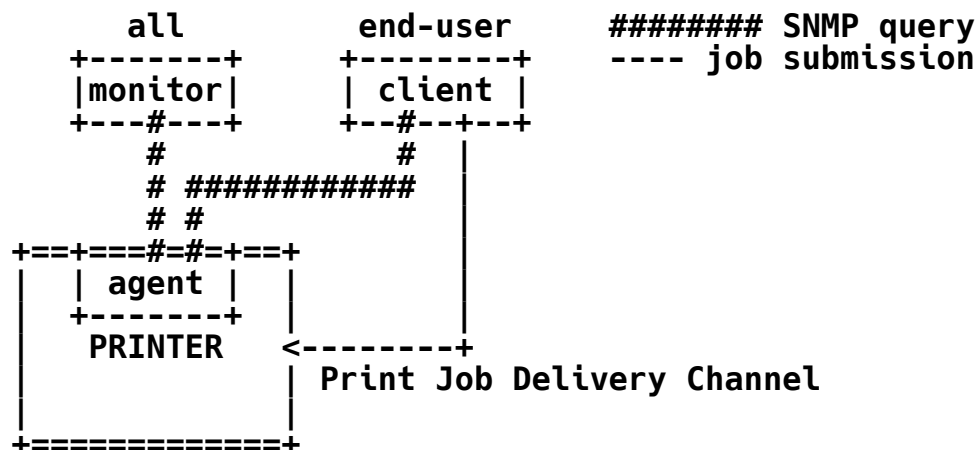 all end-user ######## SNMP query
+-------+ +--------+ ---- job submission
|monitor| | client |
+---#---+ +--#--+--+
# # |
# ############ |
# # |
+==+===#=#=+==+ |
| | agent | | |
| +-------+ | |
| PRINTER <--------+
| | Print Job Delivery Channel
| |
+=============+